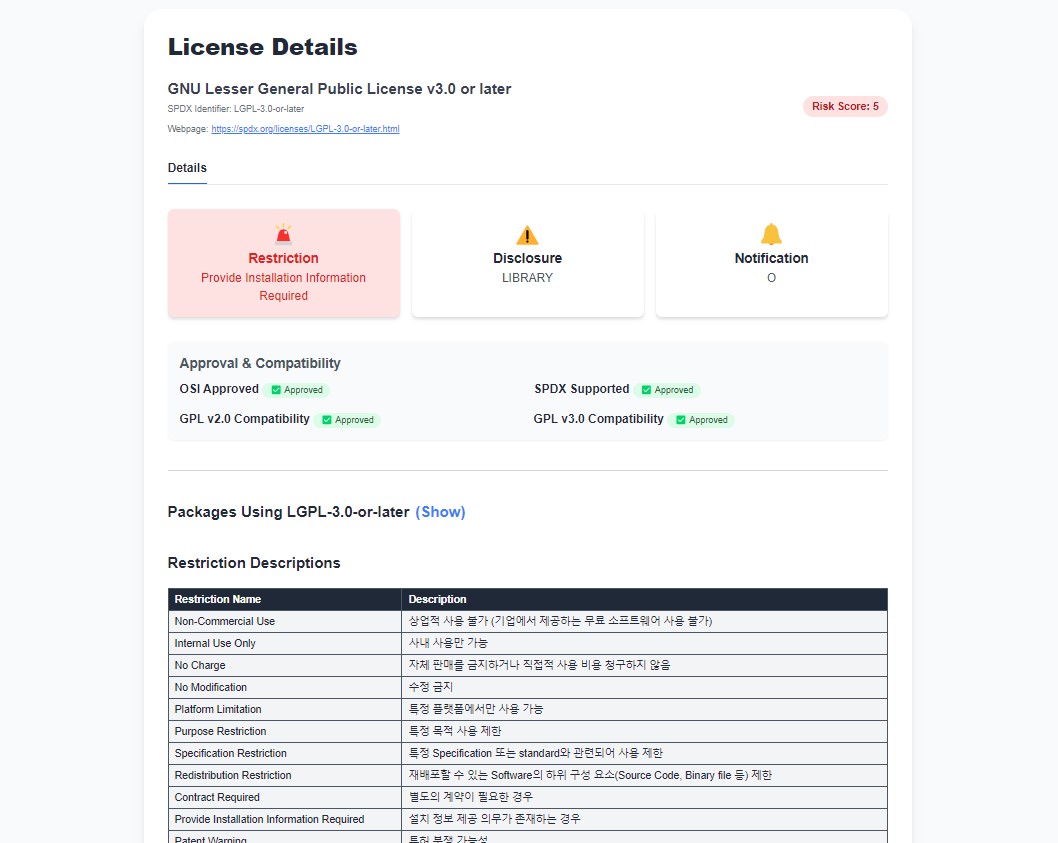 License Details
GNU Lesser General Public License v3.0 or later
SPDX Identifier: LGPL-3.0-or-later
Risk Score: 5
Webpage: https://spdx.org/licenses/LGPL-3.0-or-later.html
Details
Restriction
Provide Installation Information
Required
Disclosure
LIBRARY
Notification
O
Approval & Compatibility
OSI Approved Approved
SPDX Supported Approved
GPL v2.0 Compatibility Approved
GPL v3.0 Compatibility Approved
Packages Using LGPL-3.0-or-later (Show)
Restriction Descriptions
Restriction Name Description
Non-Commercial Use 상업적 사용 불가 (기업에서 제공하는 무료 소프트웨어 사용 불가)
Internal Use Only 사내 사용만 가능
No Charge 자체 판매를 금지하거나 직접적 사용 비용 청구하지 않음
No Modification 수정 금지
Platform Limitation 특정 플랫폼에서만 사용 가능
Purpose Restriction 특정 목적 사용 제한
Specification Restriction 특정 Specification 또는 standard와 관련되어 사용 제한
Redistribution Restriction 재배포할 수 있는 Software의 하위 구성 요소(Source Code, Binary file 등) 제한
Contract Required 별도의 계약이 필요한 경우
Provide Installation Information Required 설치 정보 제공 의무가 존재하는 경우
Patent Warning 특허 분쟁 가능성